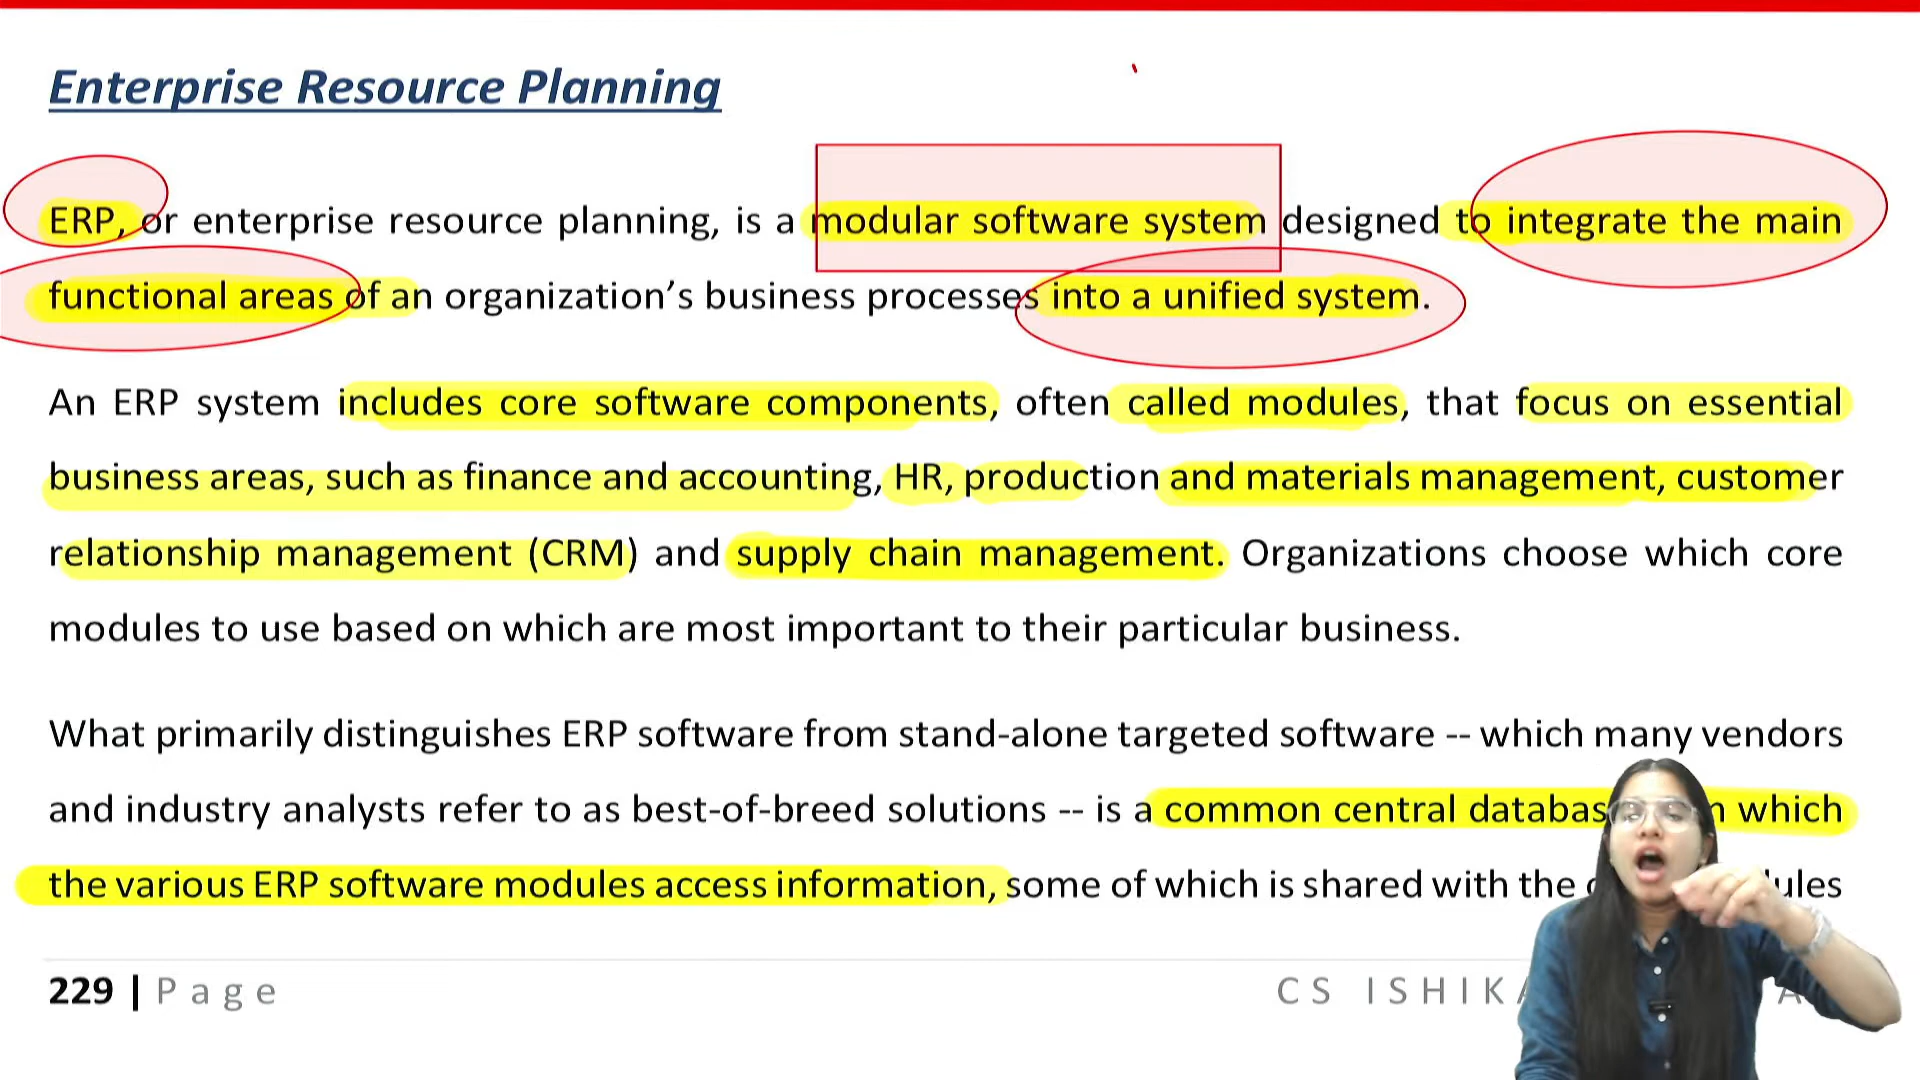 Enterprise Resource Planning
ERP, or enterprise resource planning, is a modular software system designed to integrate the main
functional areas of an organization’s business processes into a unified system.
An ERP system includes core software components, often called modules, that focus on essential
business areas, such as finance and accounting, HR, production and materials management, customer
relationship management (CRM) and supply chain management. Organizations choose which core
modules to use based on which are most important to their particular business.
What primarily distinguishes ERP software from stand-alone targeted software -- which many vendors
and industry analysts refer to as best-of-breed solutions -- is a common central which
the various ERP software modules access information, some of which is shared with the
229 | Page
CS